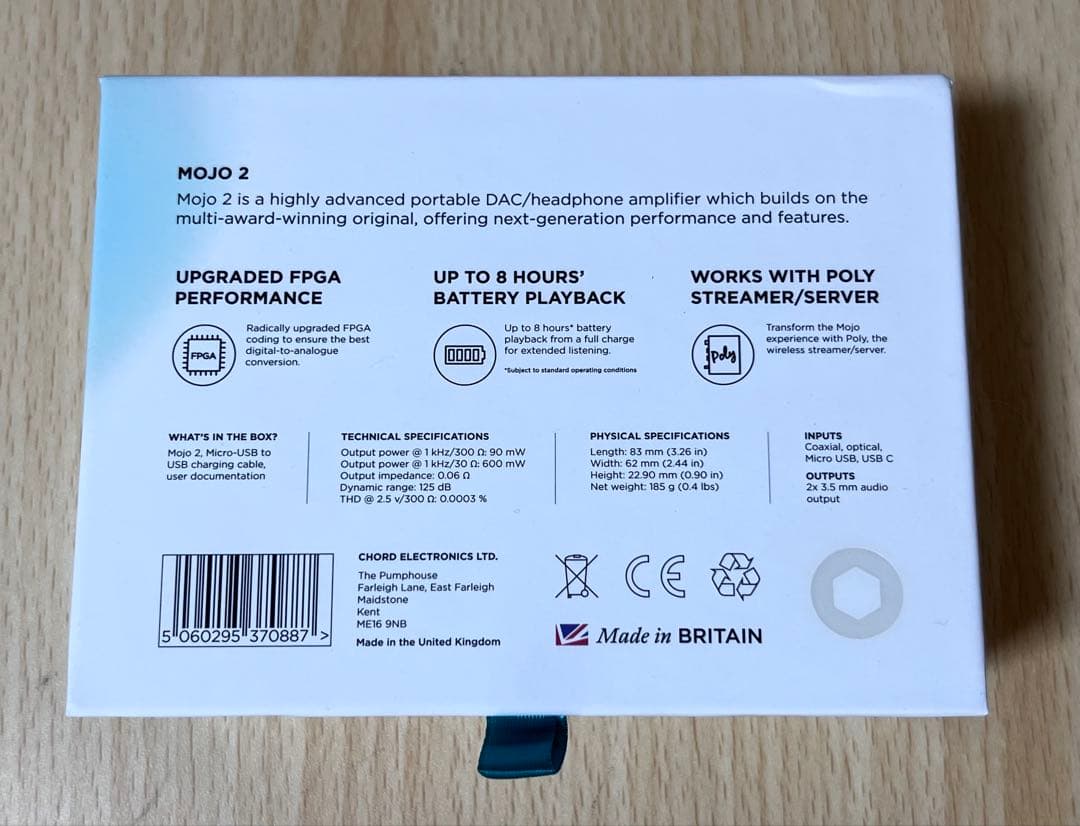 MOJO 2
Mojo 2 is a highly advanced portable DAC/headphone amplifier which builds on the
multi-award-winning original, offering next-generation performance and features.
UPGRADED FPGA
PERFORMANCE
FPGA
Radically upgraded FPGA
coding to ensure the best
digital-to-analogue
conversion.
UP TO 8 HOURS’
BATTERY PLAYBACK
Up to 8 hours* battery
playback from a full charge
for extended listening.
*Subject to standard operating conditions
WORKS WITH POLY
STREAMER/SERVER
poly
Transform the Mojo
experience with Poly, the
wireless streamer/server.
WHAT'S IN THE BOX?
Mojo 2, Micro-USB to
USB charging cable,
user documentation
TECHNICAL SPECIFICATIONS
Output power @ 1 kHz/300 Ω: 90 mW
Output power @ 1 kHz/30 Ω: 600 mW
Output impedance: 0.06 Ω
Dynamic range: 125 dB
THD @ 2.5 v/300 Ω: 0.0003 %
PHYSICAL SPECIFICATIONS
Length: 83 mm (3.26 in)
Width: 62 mm (2.44 in)
Height: 22.90 mm (0.90 in)
Net weight: 185 g (0.4 lbs)
INPUTS
Coaxial, optical,
Micro USB, USB C
OUTPUTS
2x 3.5 mm audio
output
5 060295 370887 >
CHORD ELECTRONICS LTD.
The Pumphouse
Farleigh Lane, East Farleigh
Maidstone
Kent
ME16 9NB
Made in the United Kingdom
CE
Made in BRITAIN